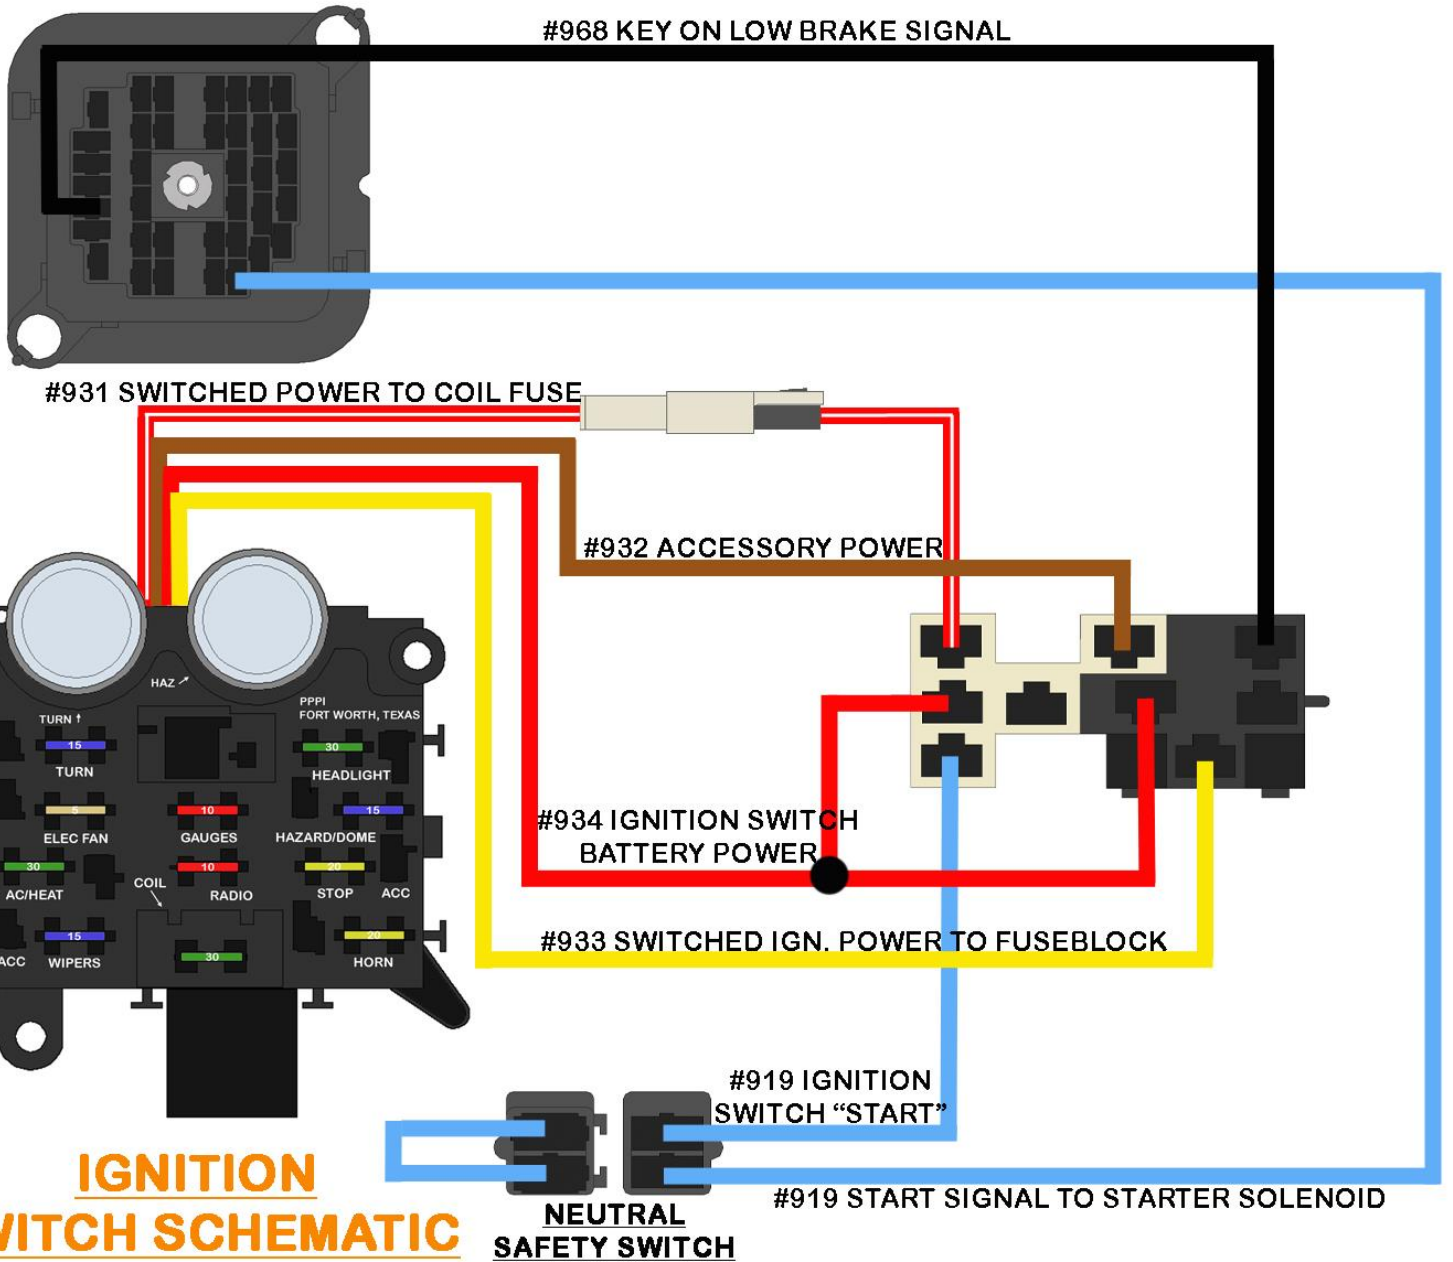 #968 KEY ON LOW BRAKE SIGNAL
#931 SWITCHED POWER TO COIL FUSE
#932 ACCESSORY POWER
HAZ
PPPI
FORT WORTH, TEXAS
TURN
15
TURN
30
HEADLIGHT
5
ELEC FAN
10
GAUGES
15
HAZARD/DOME
30
AC/HEAT
10
RADIO
20
STOP
ACC
COIL
ACC
15
WIPERS
30
20
HORN
#934 IGNITION SWITCH
BATTERY POWER
#933 SWITCHED IGN. POWER TO FUSEBLOCK
#919 IGNITION
SWITCH “START”
#919 START SIGNAL TO STARTER SOLENOID
NEUTRAL
SAFETY SWITCH
IGNITION
WITCH SCHEMATIC